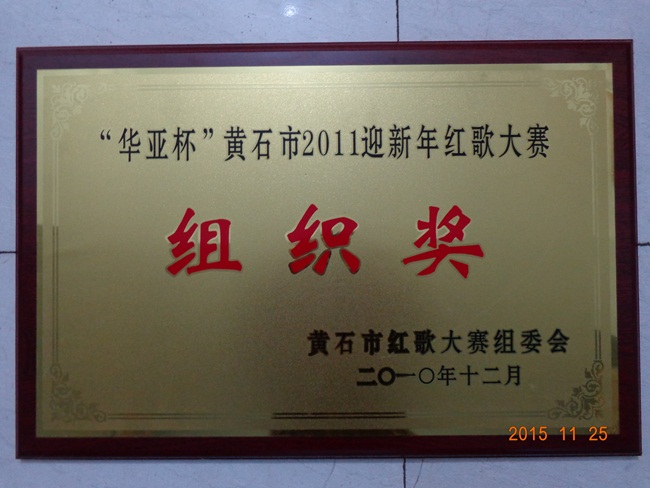 “华亚杯”黄石市2011迎新年红歌大赛
组织奖
黄石市红歌大赛组委会
二〇一〇年十二月
2015 11 25